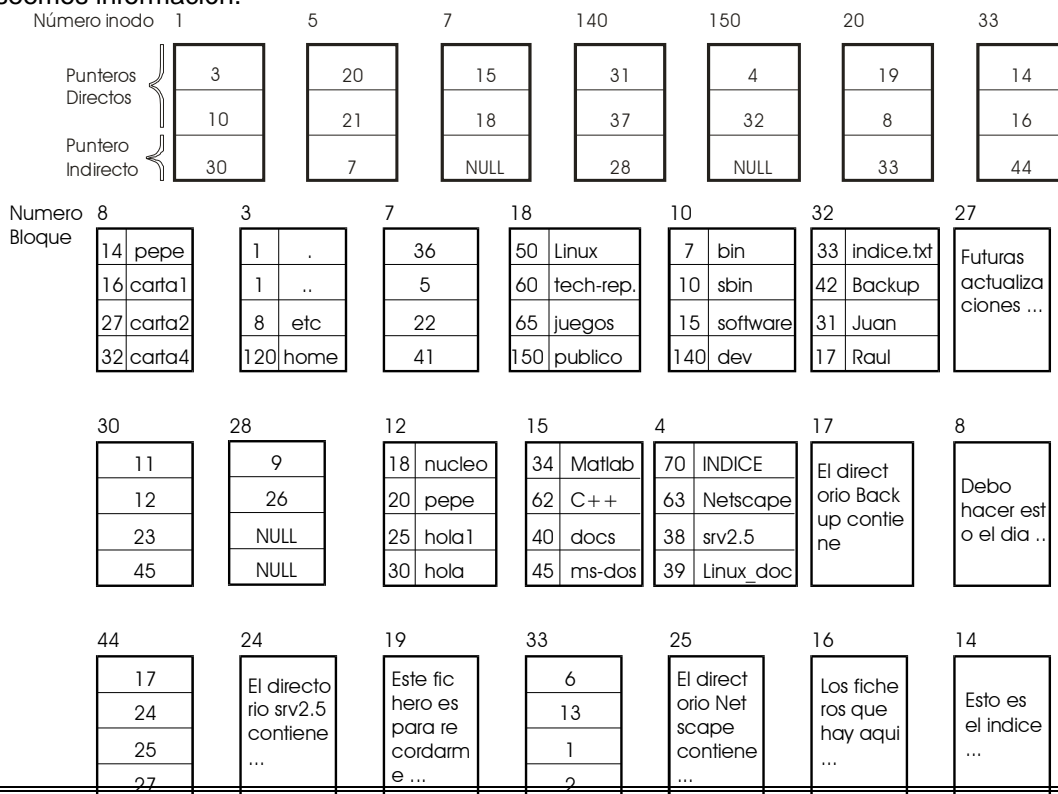 Número inodo 1 5 7 140 150 20 33
Punteros Directos 3 20 15 31 4 19 14
10 21 18 37 32 8 16
Puntero Indirecto 30 7 NULL 28 NULL 33 44
Numero Bloque 8 3 7 18 10 32 27
14 pepe 1 . 36 50 Linux 7 bin 33 indice.txt Futuras
16 carta1 1 .. 5 60 tech-rep. 10 sbin 42 Backup actualiza
27 carta2 8 etc 22 65 juegos 15 software 31 Juan ciones ...
32 carta4 120 home 41 150 publico 140 dev 17 Raul
30 28 12 15 4 17 8
11 9 18 nucleo 34 Matlab 70 INDICE El direct
12 26 20 pepe 62 C++ 63 Netscape orio Back Debo
23 NULL 25 hola1 40 docs 38 srv2.5 up contie hacer est
45 NULL 30 hola 45 ms-dos 39 Linux_doc ne o el dia ..
44 24 19 33 25 16 14
17 El directo Este fic 6 El direct Los fiche Esto es
24 rio srv2.5 hero es 13 orio Net ros que el indice
25 contiene para re 1 scape hay aqui ...
27 ... cordarm 2 contiene ...
e ... ...